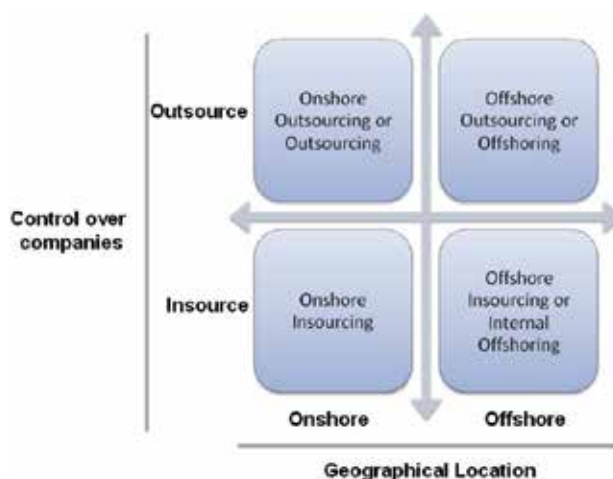 Outsource
Onshore
Outsourcing or
Outsourcing
Offshore
Outsourcing or
Offshoring
Control over
companies
Insource
Onshore
Insourcing
Offshore
Insourcing or
Internal
Offshoring
Onshore
Offshore
Geographical Location